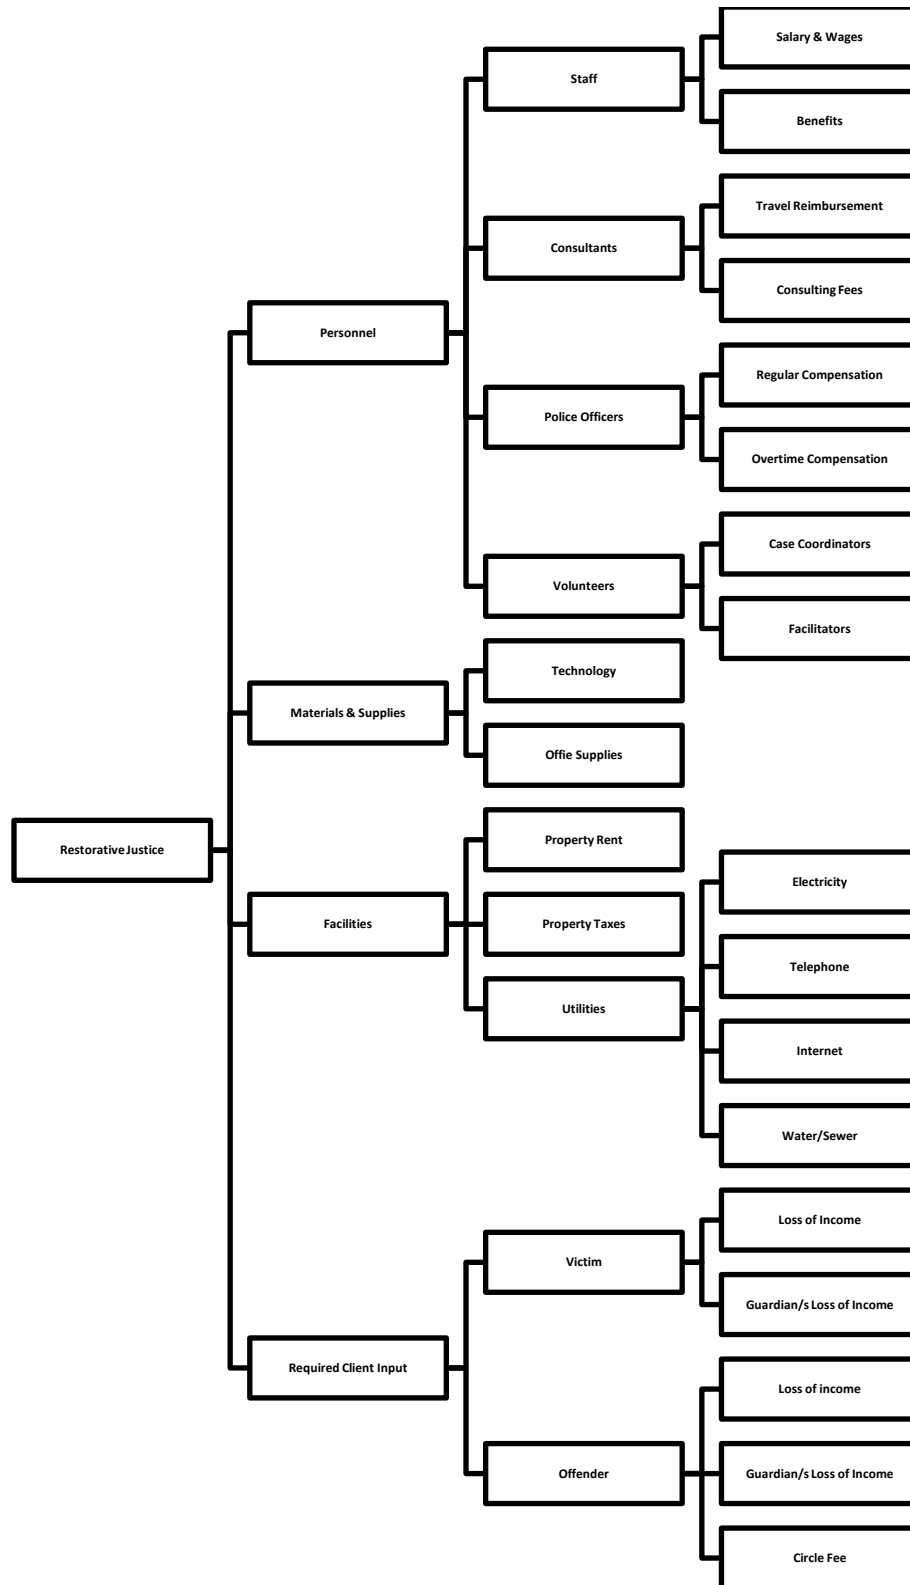 Restorative Justice
Personnel
Staff
Salary & Wages
Benefits
Consultants
Travel Reimbursement
Consulting Fees
Police Officers
Regular Compensation
Overtime Compensation
Volunteers
Case Coordinators
Facilitators
Materials & Supplies
Technology
Offie Supplies
Facilities
Property Rent
Property Taxes
Utilities
Electricity
Telephone
Internet
Water/Sewer
Required Client Input
Victim
Loss of Income
Guardian/s Loss of Income
Offender
Loss of income
Guardian/s Loss of Income
Circle Fee